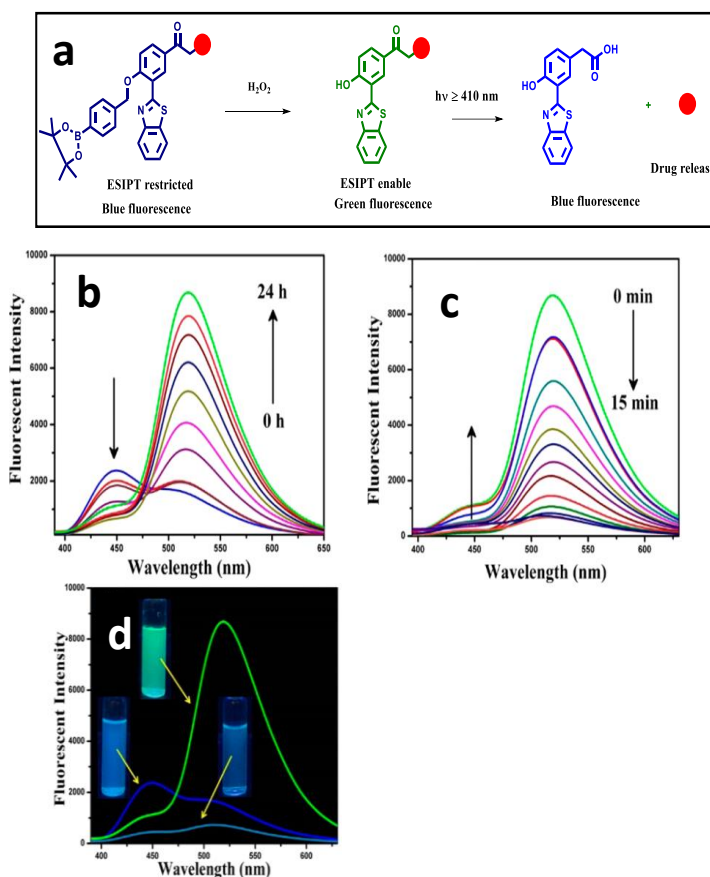 a
O
O
N
S
B
O
O
H₂O₂
O
HO
N
S
hν ≥ 410 nm
OH
O
HO
N
S
+
ESIPT restricted
Blue fluorescence
ESIPT enable
Green fluorescence
Blue fluorescence
Drug release
b
24 h
0 h
Fluorescent Intensity
10000
8000
6000
4000
2000
0
400
450
500
550
600
650
Wavelength (nm)
c
0 min
15 min
Fluorescent Intensity
10000
8000
6000
4000
2000
0
400
450
500
550
600
Wavelength (nm)
d
Fluorescent Intensity
10000
8000
6000
4000
2000
0
400
450
500
550
600
Wavelength (nm)